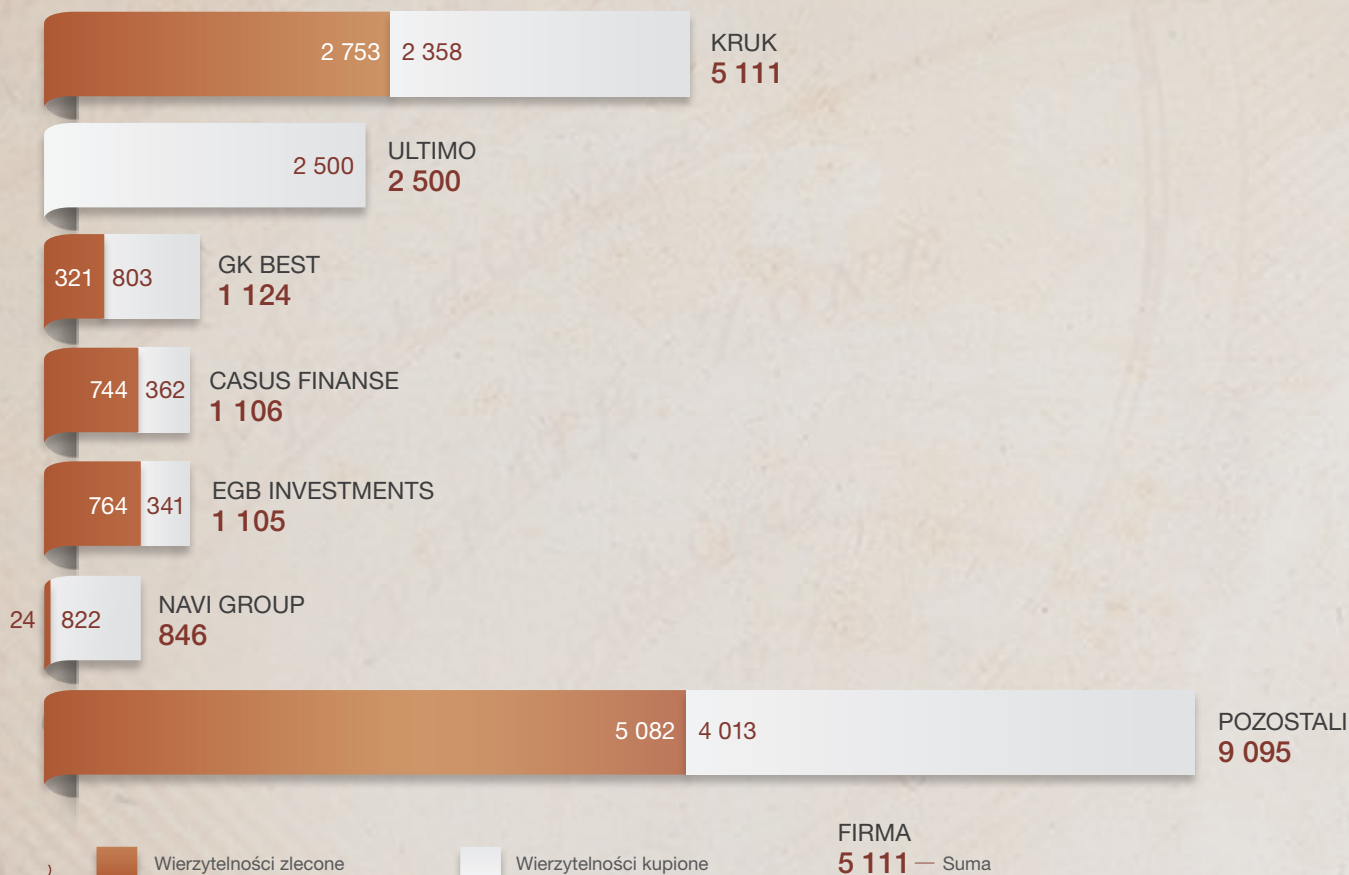 2 753 2 358
KRUK
5 111
2 500
ULTIMO
2 500
321 803
GK BEST
1 124
744 362
CASUS FINANSE
1 106
764 341
EGB INVESTMENTS
1 105
24 822
NAVI GROUP
846
5 082 4 013
POZOSTALI
9 095
FIRMA
Wierzytelności zlecone Wierzytelności kupione 5 111 — Suma